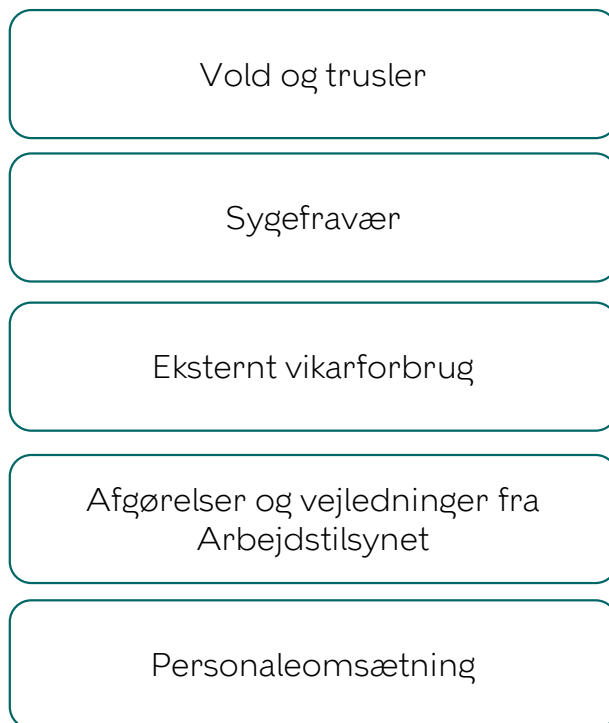 Vold og trusler
Sygefravær
Eksternt vikarforbrug
Afgørelser og vejledninger fra
Arbejdstilsynet
Personaleomsætning